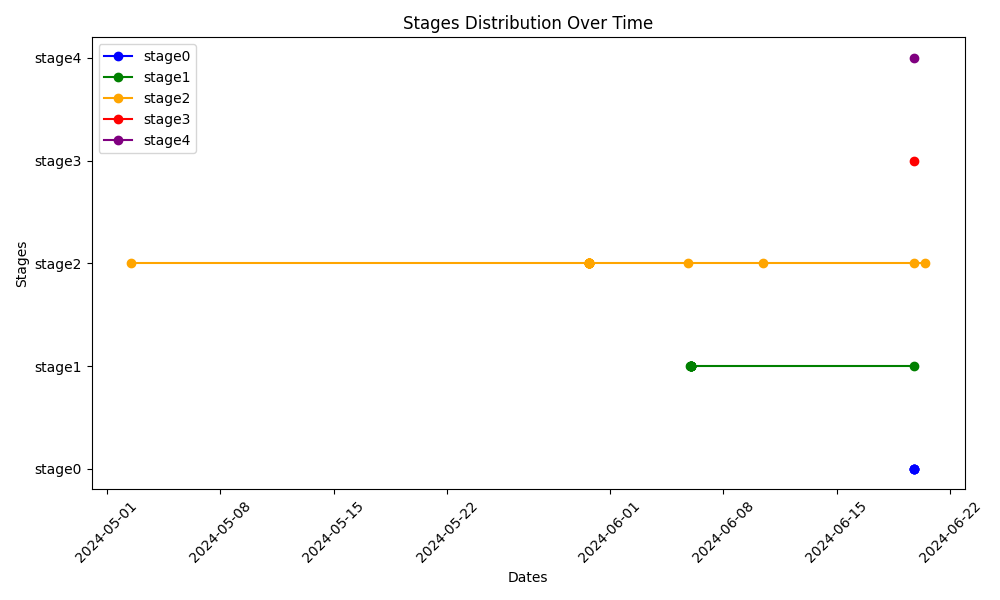 Stages Distribution Over Time
stage0
stage1
stage2
stage3
stage4
Stages
stage4
stage3
stage2
stage1
stage0
2024-05-01
2024-05-08
2024-05-15
2024-05-22
2024-06-01
2024-06-08
2024-06-15
2024-06-22
Dates